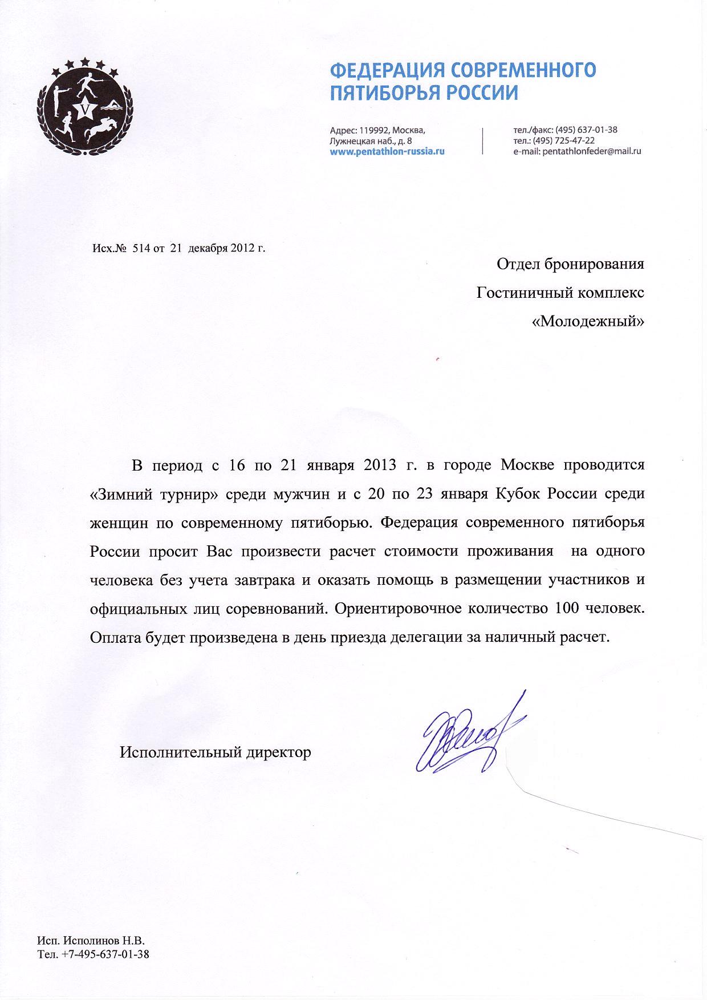 V
ФЕДЕРАЦИЯ СОВРЕМЕННОГО
ПЯТИБОРЬЯ РОССИИ
Адрес: 119992, Москва,
Лужнецкая наб., д. 8
www.pentathlon-russia.ru
тел./факс: (495) 637-01-38
тел.: (495) 725-47-22
e-mail: pentathlonfeder@mail.ru
Исх.№ 514 от 21 декабря 2012 г.
Отдел бронирования
Гостиничный комплекс
«Молодежный»
В период с 16 по 21 января 2013 г. в городе Москве проводится
«Зимний турнир» среди мужчин и с 20 по 23 января Кубок России среди
женщин по современному пятиборью. Федерация современного пятиборья
России просит Вас произвести расчет стоимости проживания на одного
человека без учета завтрака и оказать помощь в размещении участников и
официальных лиц соревнований. Ориентировочное количество 100 человек.
Оплата будет произведена в день приезда делегации за наличный расчет.
Исполнительный директор
Исп. Исполинов Н.В.
Тел. +7-495-637-01-38